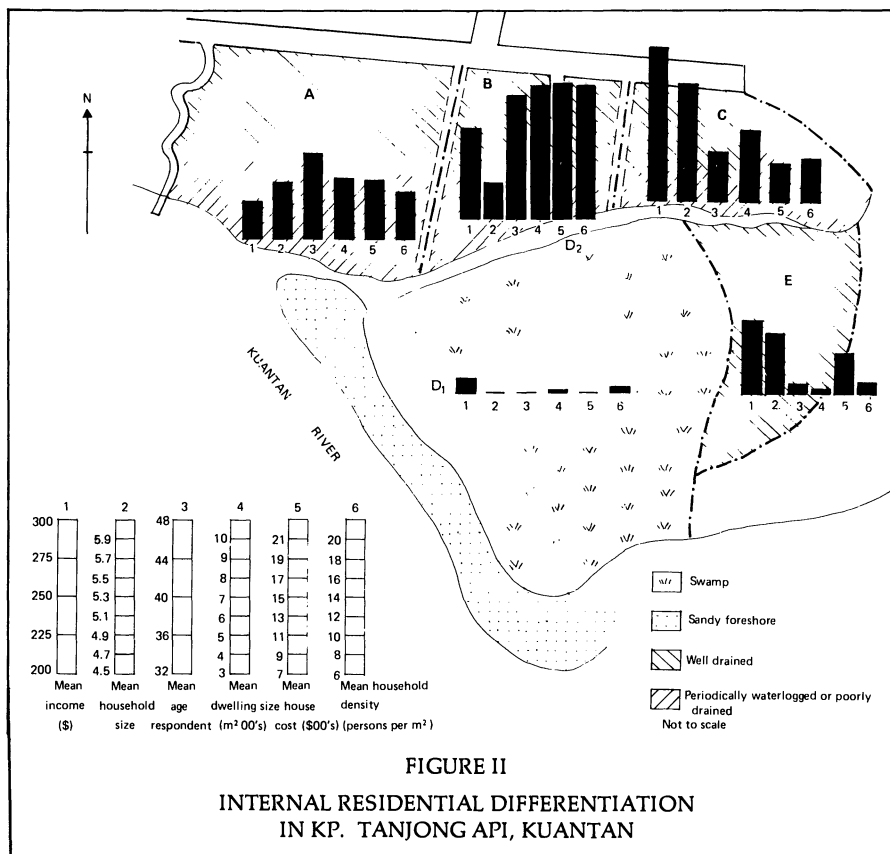 N
A
B
C
1 2 3 4 5 6
1 2 3 4 5 6
1 2 3 4 5 6
D2
E
KUANTAN
RIVER
D1
1 2 3 4 5 6
1 2. 3 4 5 6
1 2 3 4 5 6
300 275 250 225 200
5.9 5.7 5.5 5.3 5.1 4.9 4.7 4.5
48 44 40 36 32
10 9 8 7 6 5 4 3
21 19 17 15 13 11 9 7
20 18 16 14 12 10 8 6
Mean Mean Mean Mean Mean Mean household
income household age dwelling size house density
($) size respondent (m² 00's) cost ($00's) (persons per m²)
Swamp
Sandy foreshore
Well drained
Periodically waterlogged or poorly
drained
Not to scale
FIGURE II
INTERNAL RESIDENTIAL DIFFERENTIATION
IN KP. TANJONG API, KUANTAN